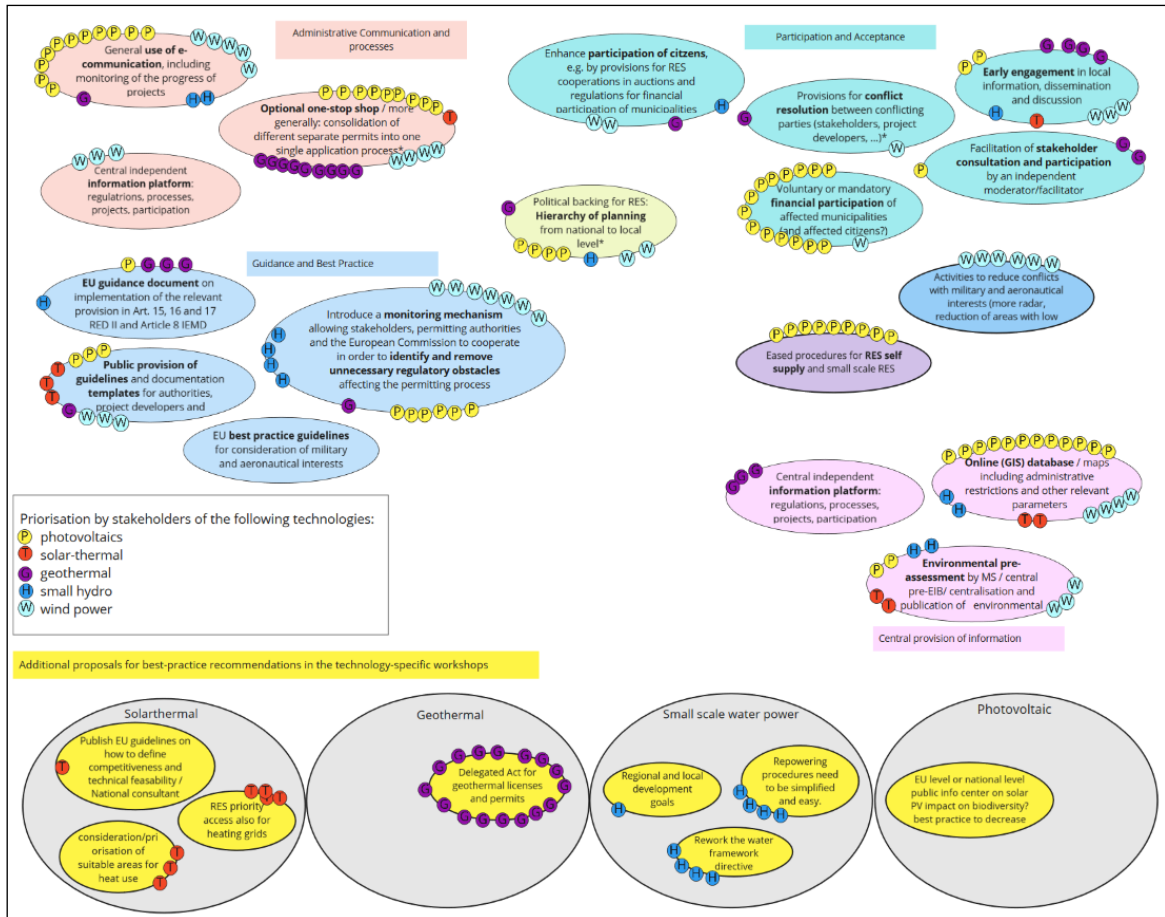 Administrative Communication and
processes
General use of e-
communication, including
monitoring of the progress of
projects
Optional one-stop shop / more
generally: consolidation of
different separate permits into one
single application process*
Central independent
information platform:
regulatrions, processes,
projects, participation
Participation and Acceptance
Enhance participation of citzens,
e.g. by provisions for RES
cooperations in auctions and
regulations for financial
participation of municipalities
Provisions for conflict
resolution between conflicting
parties (stakeholders, project
developers, ...)*
Early engagement in local
information, dissemination
and discussion
Facilitation of stakeholder
consultation and participation
by an independent
moderator/facilitator
Voluntary or mandatory
financial participation of
affected municipalities
(and affected citizens?)
Political backing for RES:
Hierarchy of planning
from national to local
level*
Guidance and Best Practice
EU guidance document on
implementation of the relevant
provision in Art. 15, 16 and 17
RED II and Article 8 IEMD
Introduce a monitoring mechanism
allowing stakeholders, permitting authorities
and the European Commission to cooperate
in order to identify and remove
unnecessary regulatory obstacles
affecting the permitting process
Public provision of
guidelines and documentation
templates for authorities,
project developers and
EU best practice guidelines
for consideration of military
and aeronautical interests
Activities to reduce conflicts
with military and aeronautical
interests (more radar,
reduction of areas with low
Eased procedures for RES self
supply and small scale RES
Central independent
information platform:
regulations, processes,
projects, participation
Online (GIS) database / maps
including administrative
restrictions and other relevant
parameters
Environmental pre-
assessment by MS / central
pre-EIB/ centralisation and
publication of environmental
Central provision of information
Priorisation by stakeholders of the following technologies:
P photovoltaics
T solar-thermal
G geothermal
H small hydro
W wind power
Additional proposals for best-practice recommendations in the technology-specific workshops
Solarthermal
Publish EU guidelines on
how to define
competitiveness and
technical feasability /
National consultant
RES priority
access also for
heating grids
consideration/pri
orisation of
suitable areas for
heat use
Geothermal
Delegated Act for
geothermal licenses
and permits
Small scale water power
Regional and local
development
goals
Repowering
procedures need
to be simplified
and easy.
Rework the water
framework
directive
Photovoltaic
EU level or national level
public info center on solar
PV impact on biodiversity?
best practice to decrease